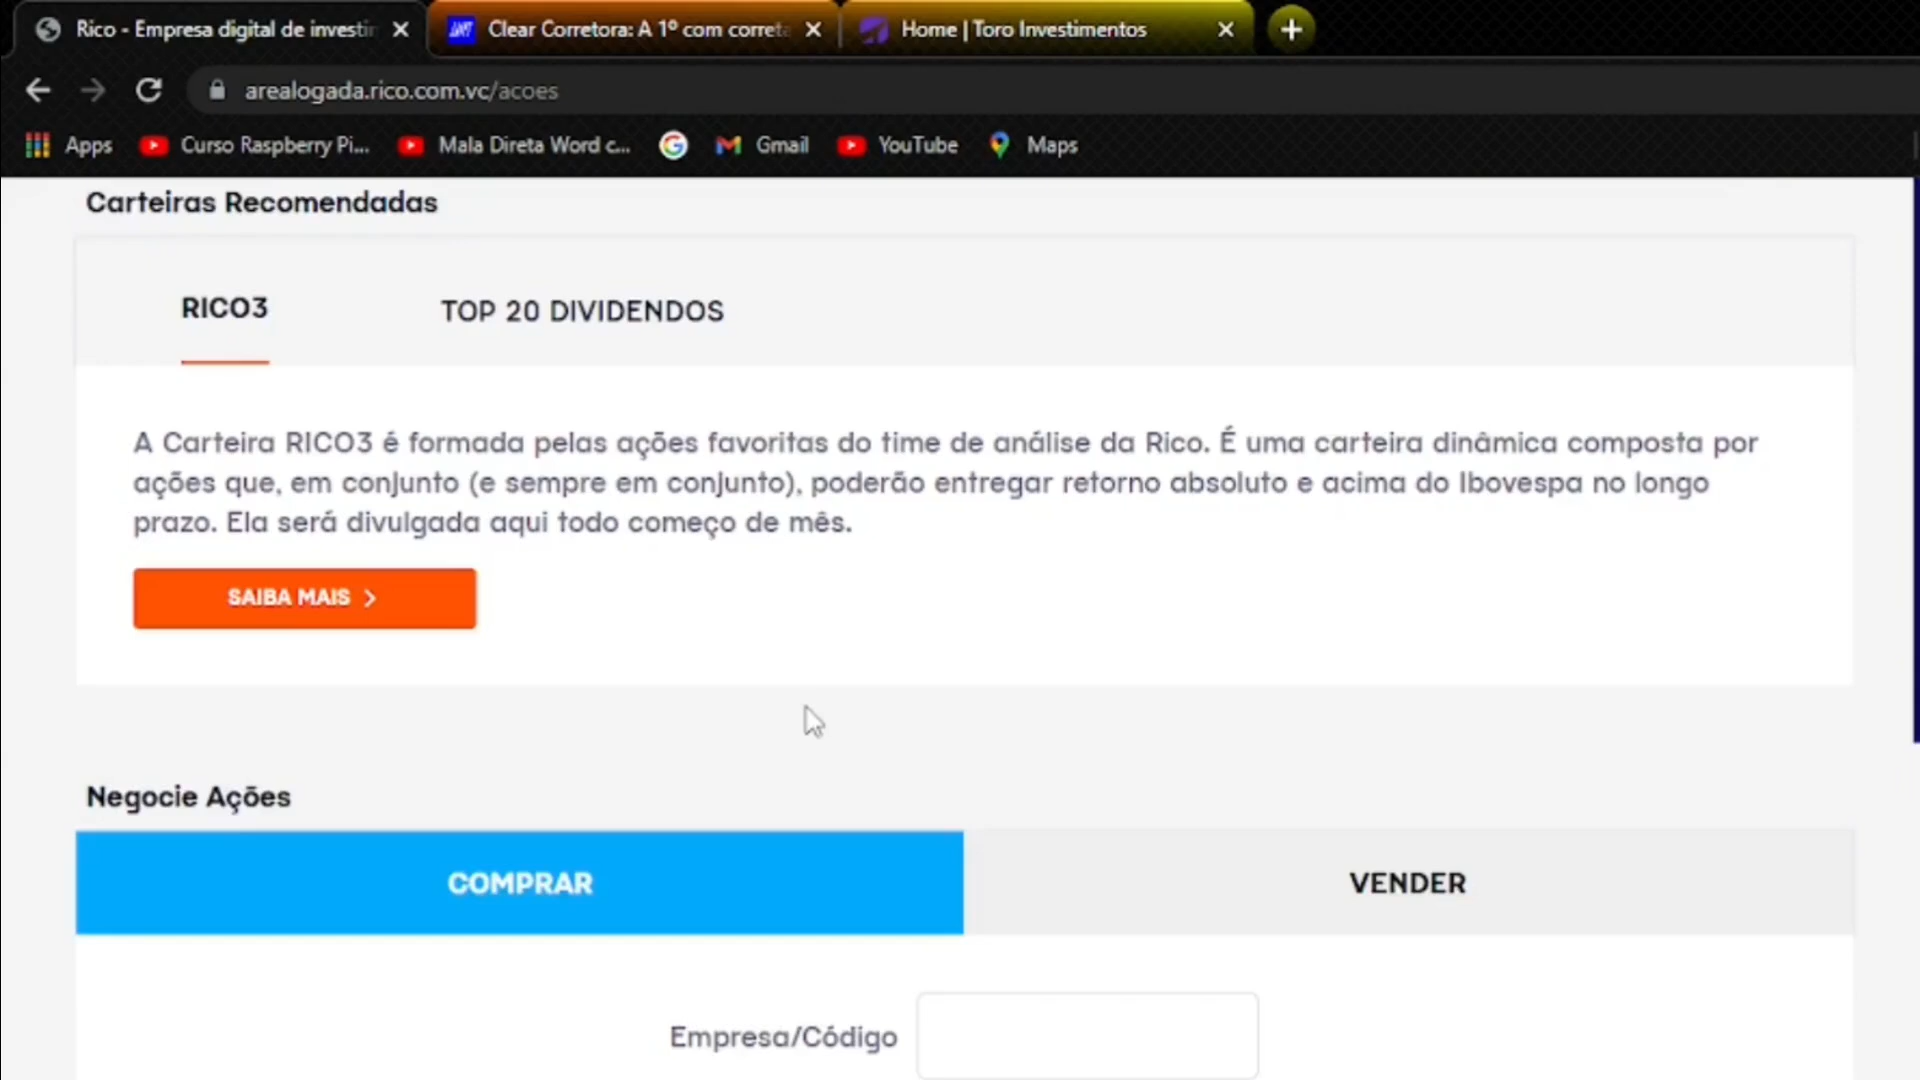 Rico - Empresa digital de investi
Clear Corretora: A 1º com correta
Home | Toro Investimentos
arealogada.rico.com.vc/acoes
Apps
Curso Raspberry Pi...
Mala Direta Word c...
Gmail
YouTube
Maps
Carteiras Recomendadas
RICO3
TOP 20 DIVIDENDOS
A Carteira RICO3 é formada pelas ações favoritas do time de análise da Rico. É uma carteira dinâmica composta por
ações que, em conjunto (e sempre em conjunto), poderão entregar retorno absoluto e acima do Ibovespa no longo
prazo. Ela será divulgada aqui todo começo de mês.
SAIBA MAIS >
Negocie Ações
COMPRAR
VENDER
Empresa/Código